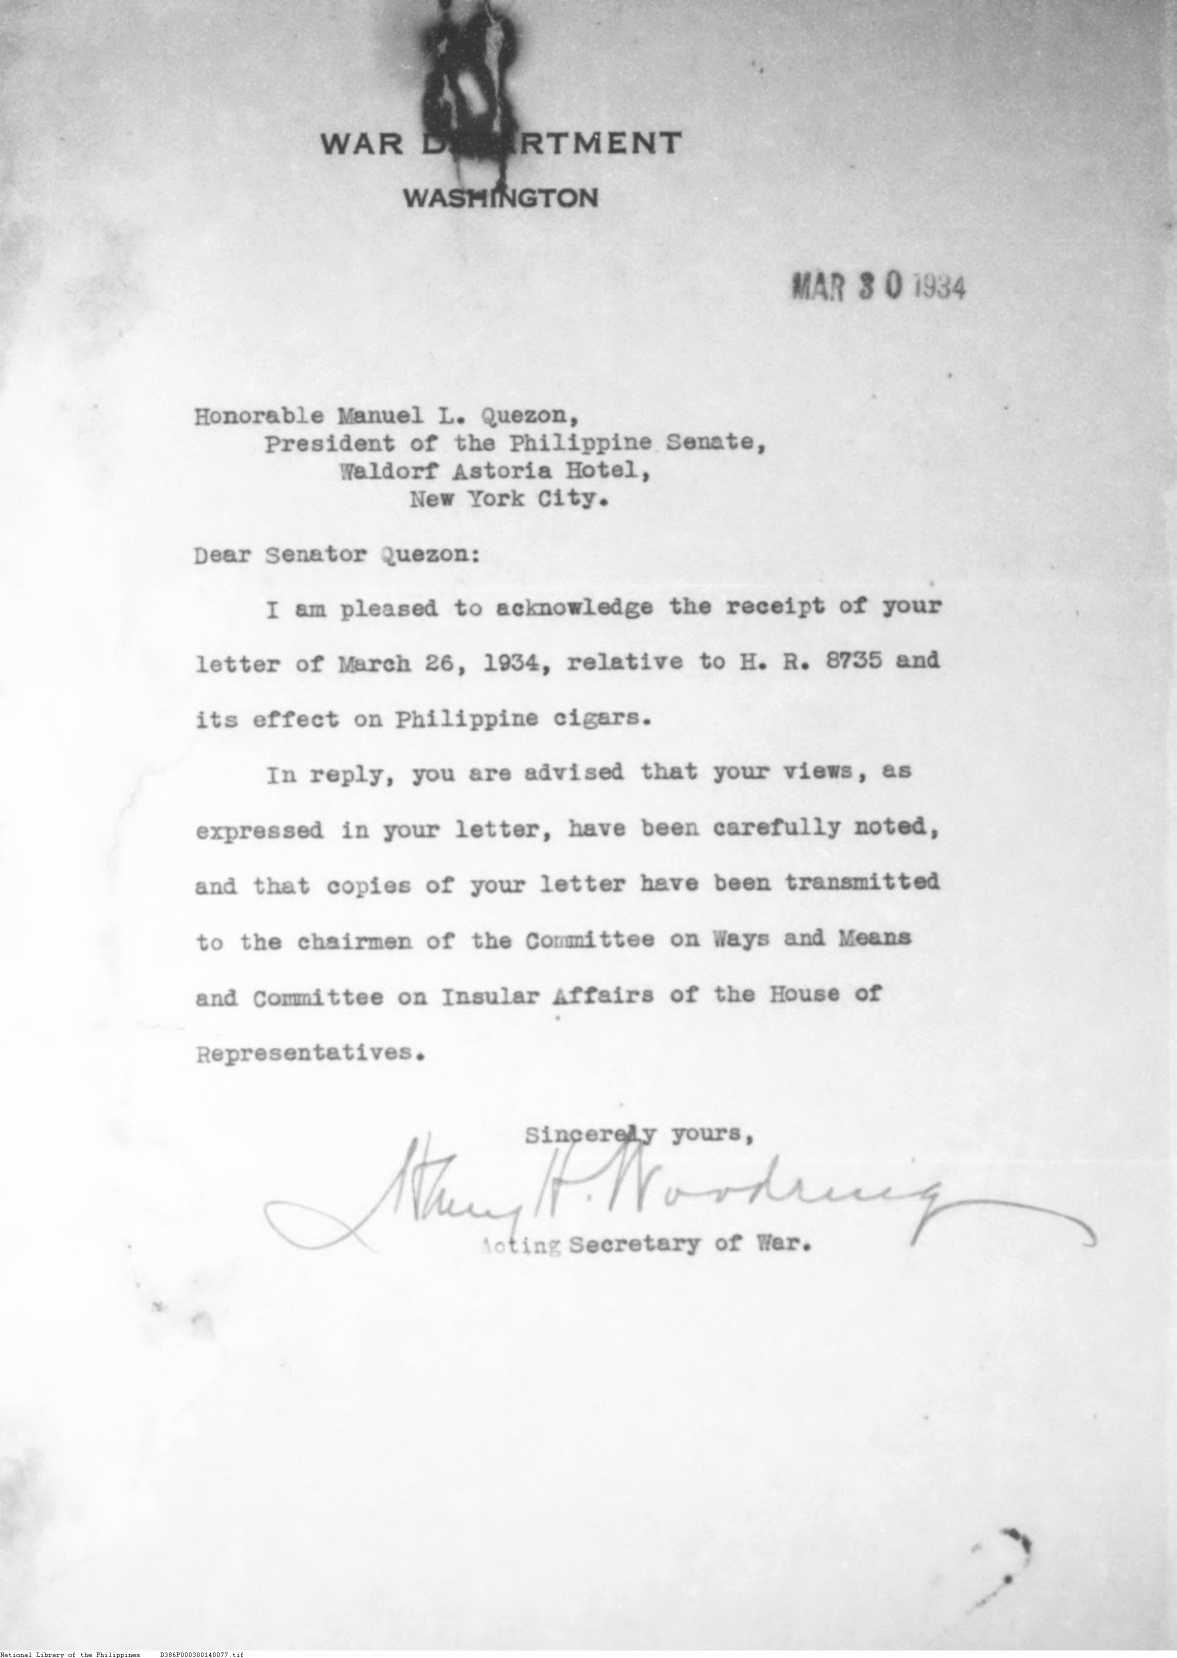 WAR DEPARTMENT
WASHINGTON
MAR 30 1934
Honorable Manuel L. Quezon,
President of the Philippine Senate,
Waldorf Astoria Hotel,
New York City.
Dear Senator Quezon:
I am pleased to acknowledge the receipt of your
letter of March 26, 1934, relative to H. R. 8735 and
its effect on Philippine cigars.
In reply, you are advised that your views, as
expressed in your letter, have been carefully noted,
and that copies of your letter have been transmitted
to the chairmen of the Committee on Ways and Means
and Committee on Insular Affairs of the House of
Representatives.
Sincerely yours,
Henry H. Woodring
Acting Secretary of War.
National Library of the Philippines D386P000300140077.tif